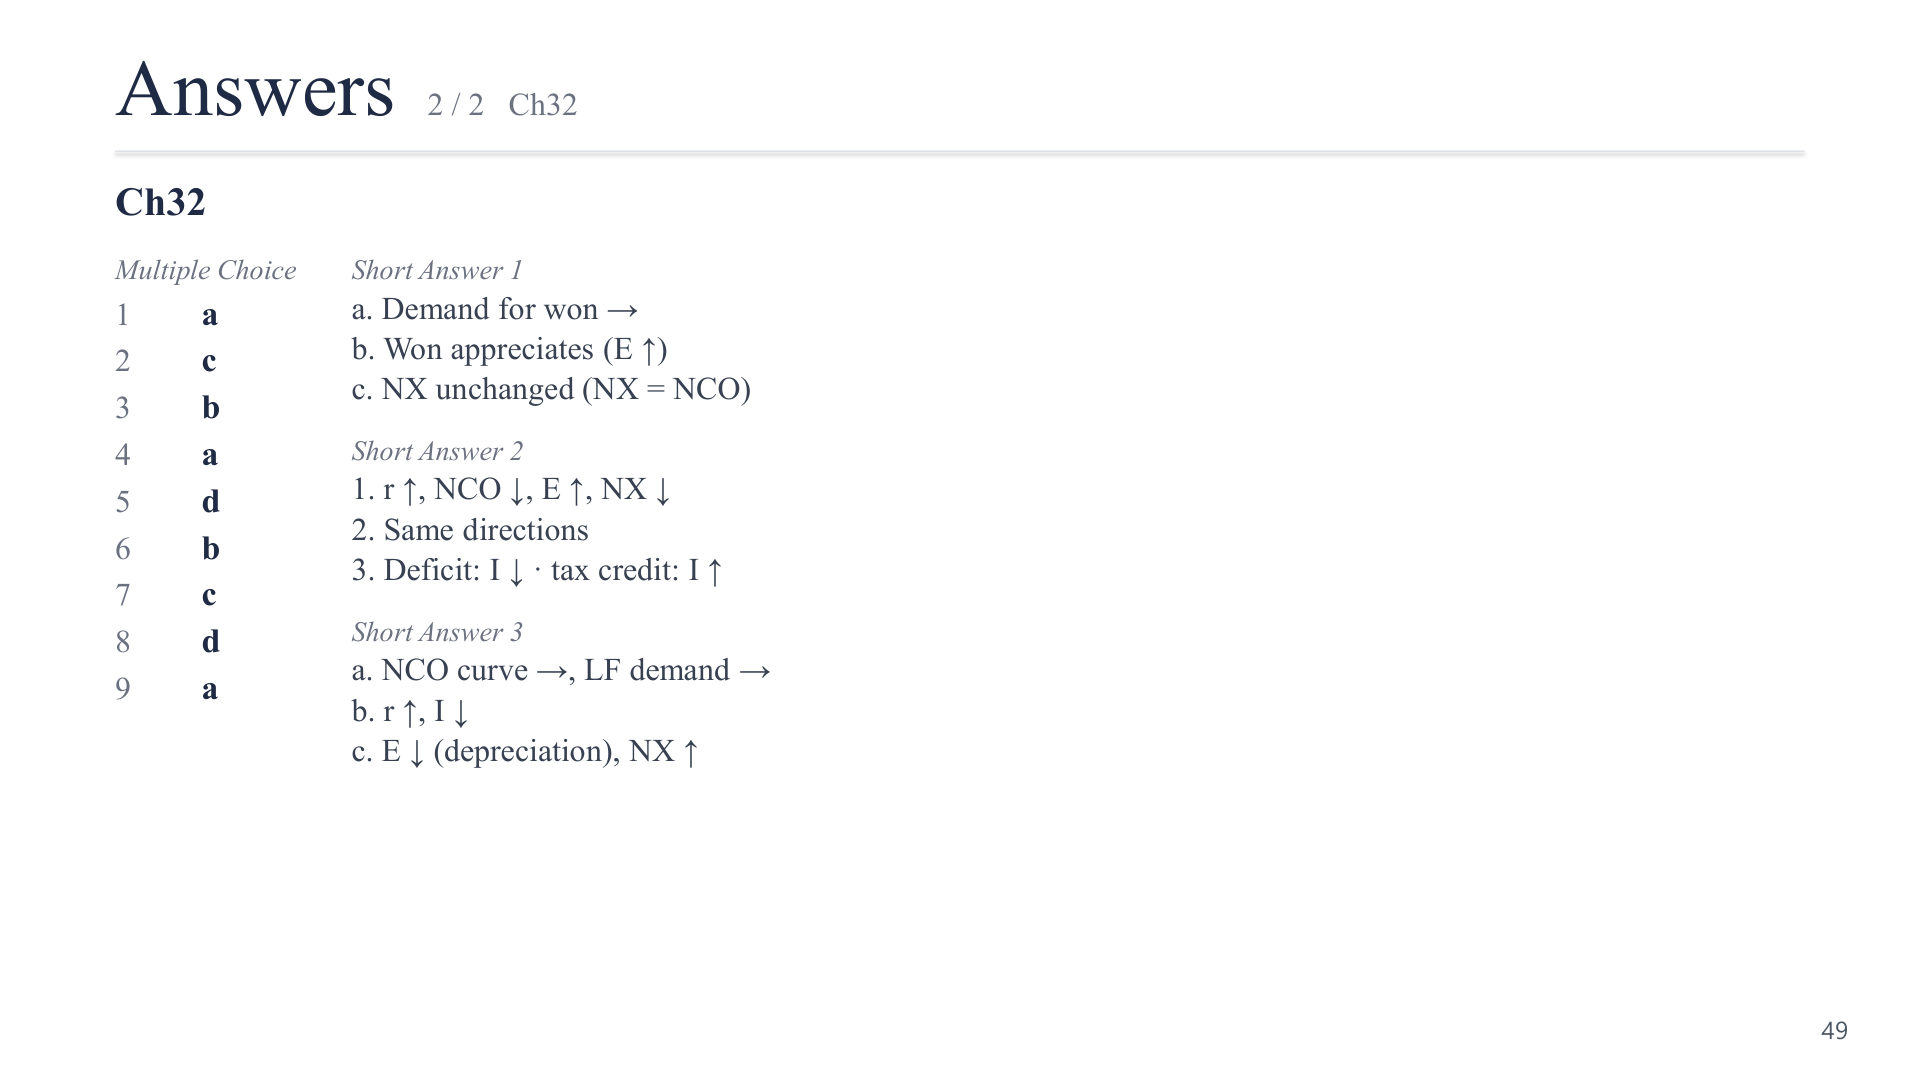 Answers 2 / 2 Ch32
Ch32
Multiple Choice
1 a
2 c
3 b
4 a
5 d
6 b
7 c
8 d
9 a
Short Answer 1
a. Demand for won →
b. Won appreciates (E ↑)
c. NX unchanged (NX = NCO)
Short Answer 2
1. r ↑, NCO ↓, E ↑, NX ↓
2. Same directions
3. Deficit: I ↓ · tax credit: I ↑
Short Answer 3
a. NCO curve →, LF demand →
b. r ↑, I ↓
c. E ↓ (depreciation), NX ↑
49